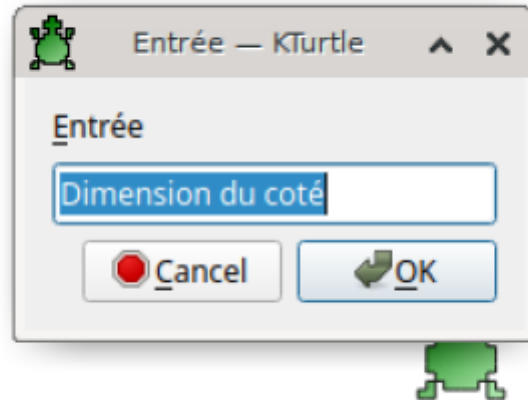 Entrée — KTurtle
Entrée
Dimension du coté
Cancel
OK